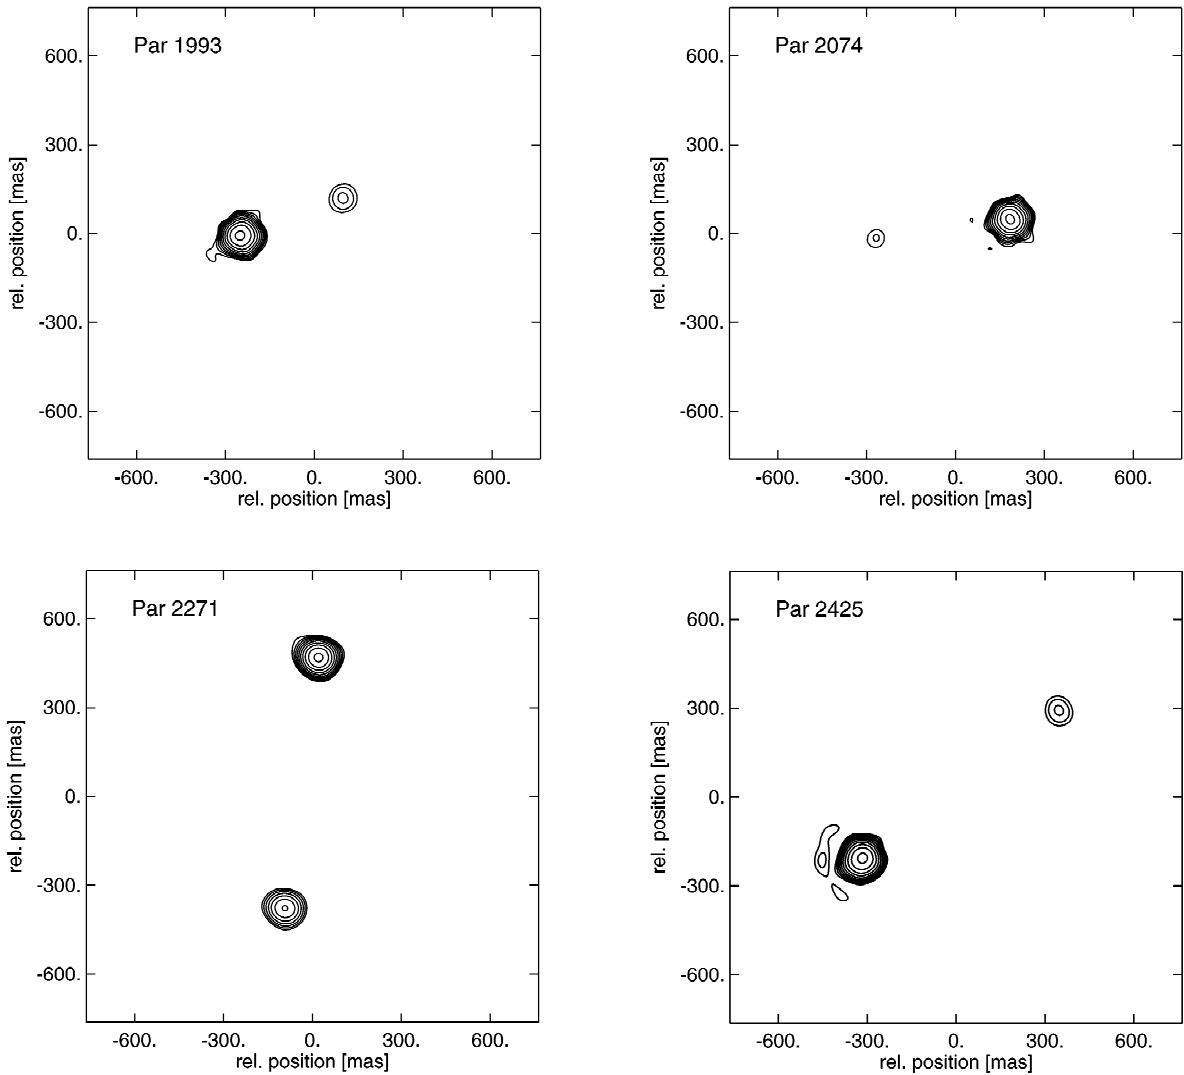 Par 1993
600.
300.
0.
-300.
-600.
rel. position [mas]
-600. -300. 0. 300. 600.
rel. position [mas]
Par 2074
600.
300.
0.
-300.
-600.
rel. position [mas]
-600. -300. 0. 300. 600.
rel. position [mas]
Par 2271
600.
300.
0.
-300.
-600.
rel. position [mas]
-600. -300. 0. 300. 600.
rel. position [mas]
Par 2425
600.
300.
0.
-300.
-600.
rel. position [mas]
-600. -300. 0. 300. 600.
rel. position [mas]